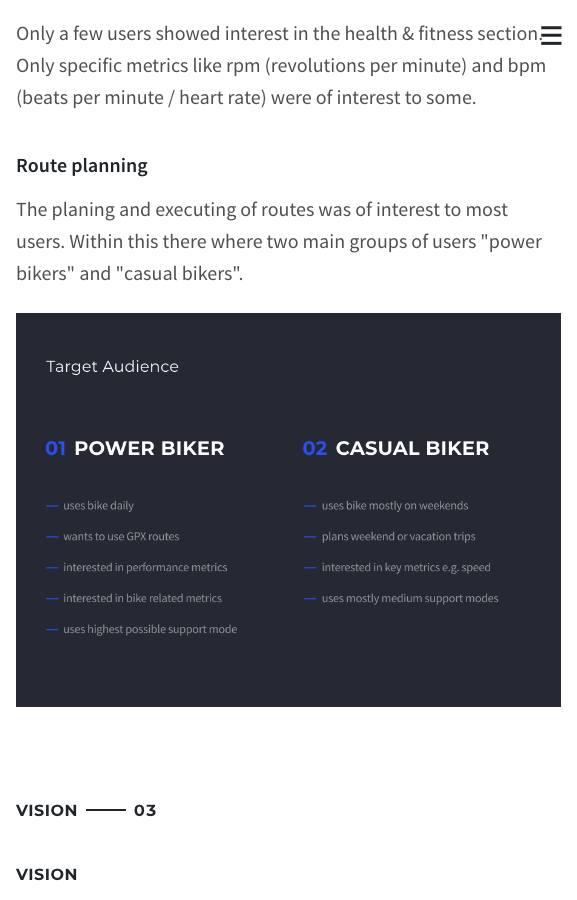 Only a few users showed interest in the health & fitness section.
Only specific metrics like rpm (revolutions per minute) and bpm
(beats per minute / heart rate) were of interest to some.
Route planning
The planing and executing of routes was of interest to most
users. Within this there where two main groups of users "power
bikers" and "casual bikers".
Target Audience
01 POWER BIKER
— uses bike daily
— wants to use GPX routes
— interested in performance metrics
— interested in bike related metrics
— uses highest possible support mode
02 CASUAL BIKER
— uses bike mostly on weekends
— plans weekend or vacation trips
— interested in key metrics e.g. speed
— uses mostly medium support modes
VISION — 03
VISION